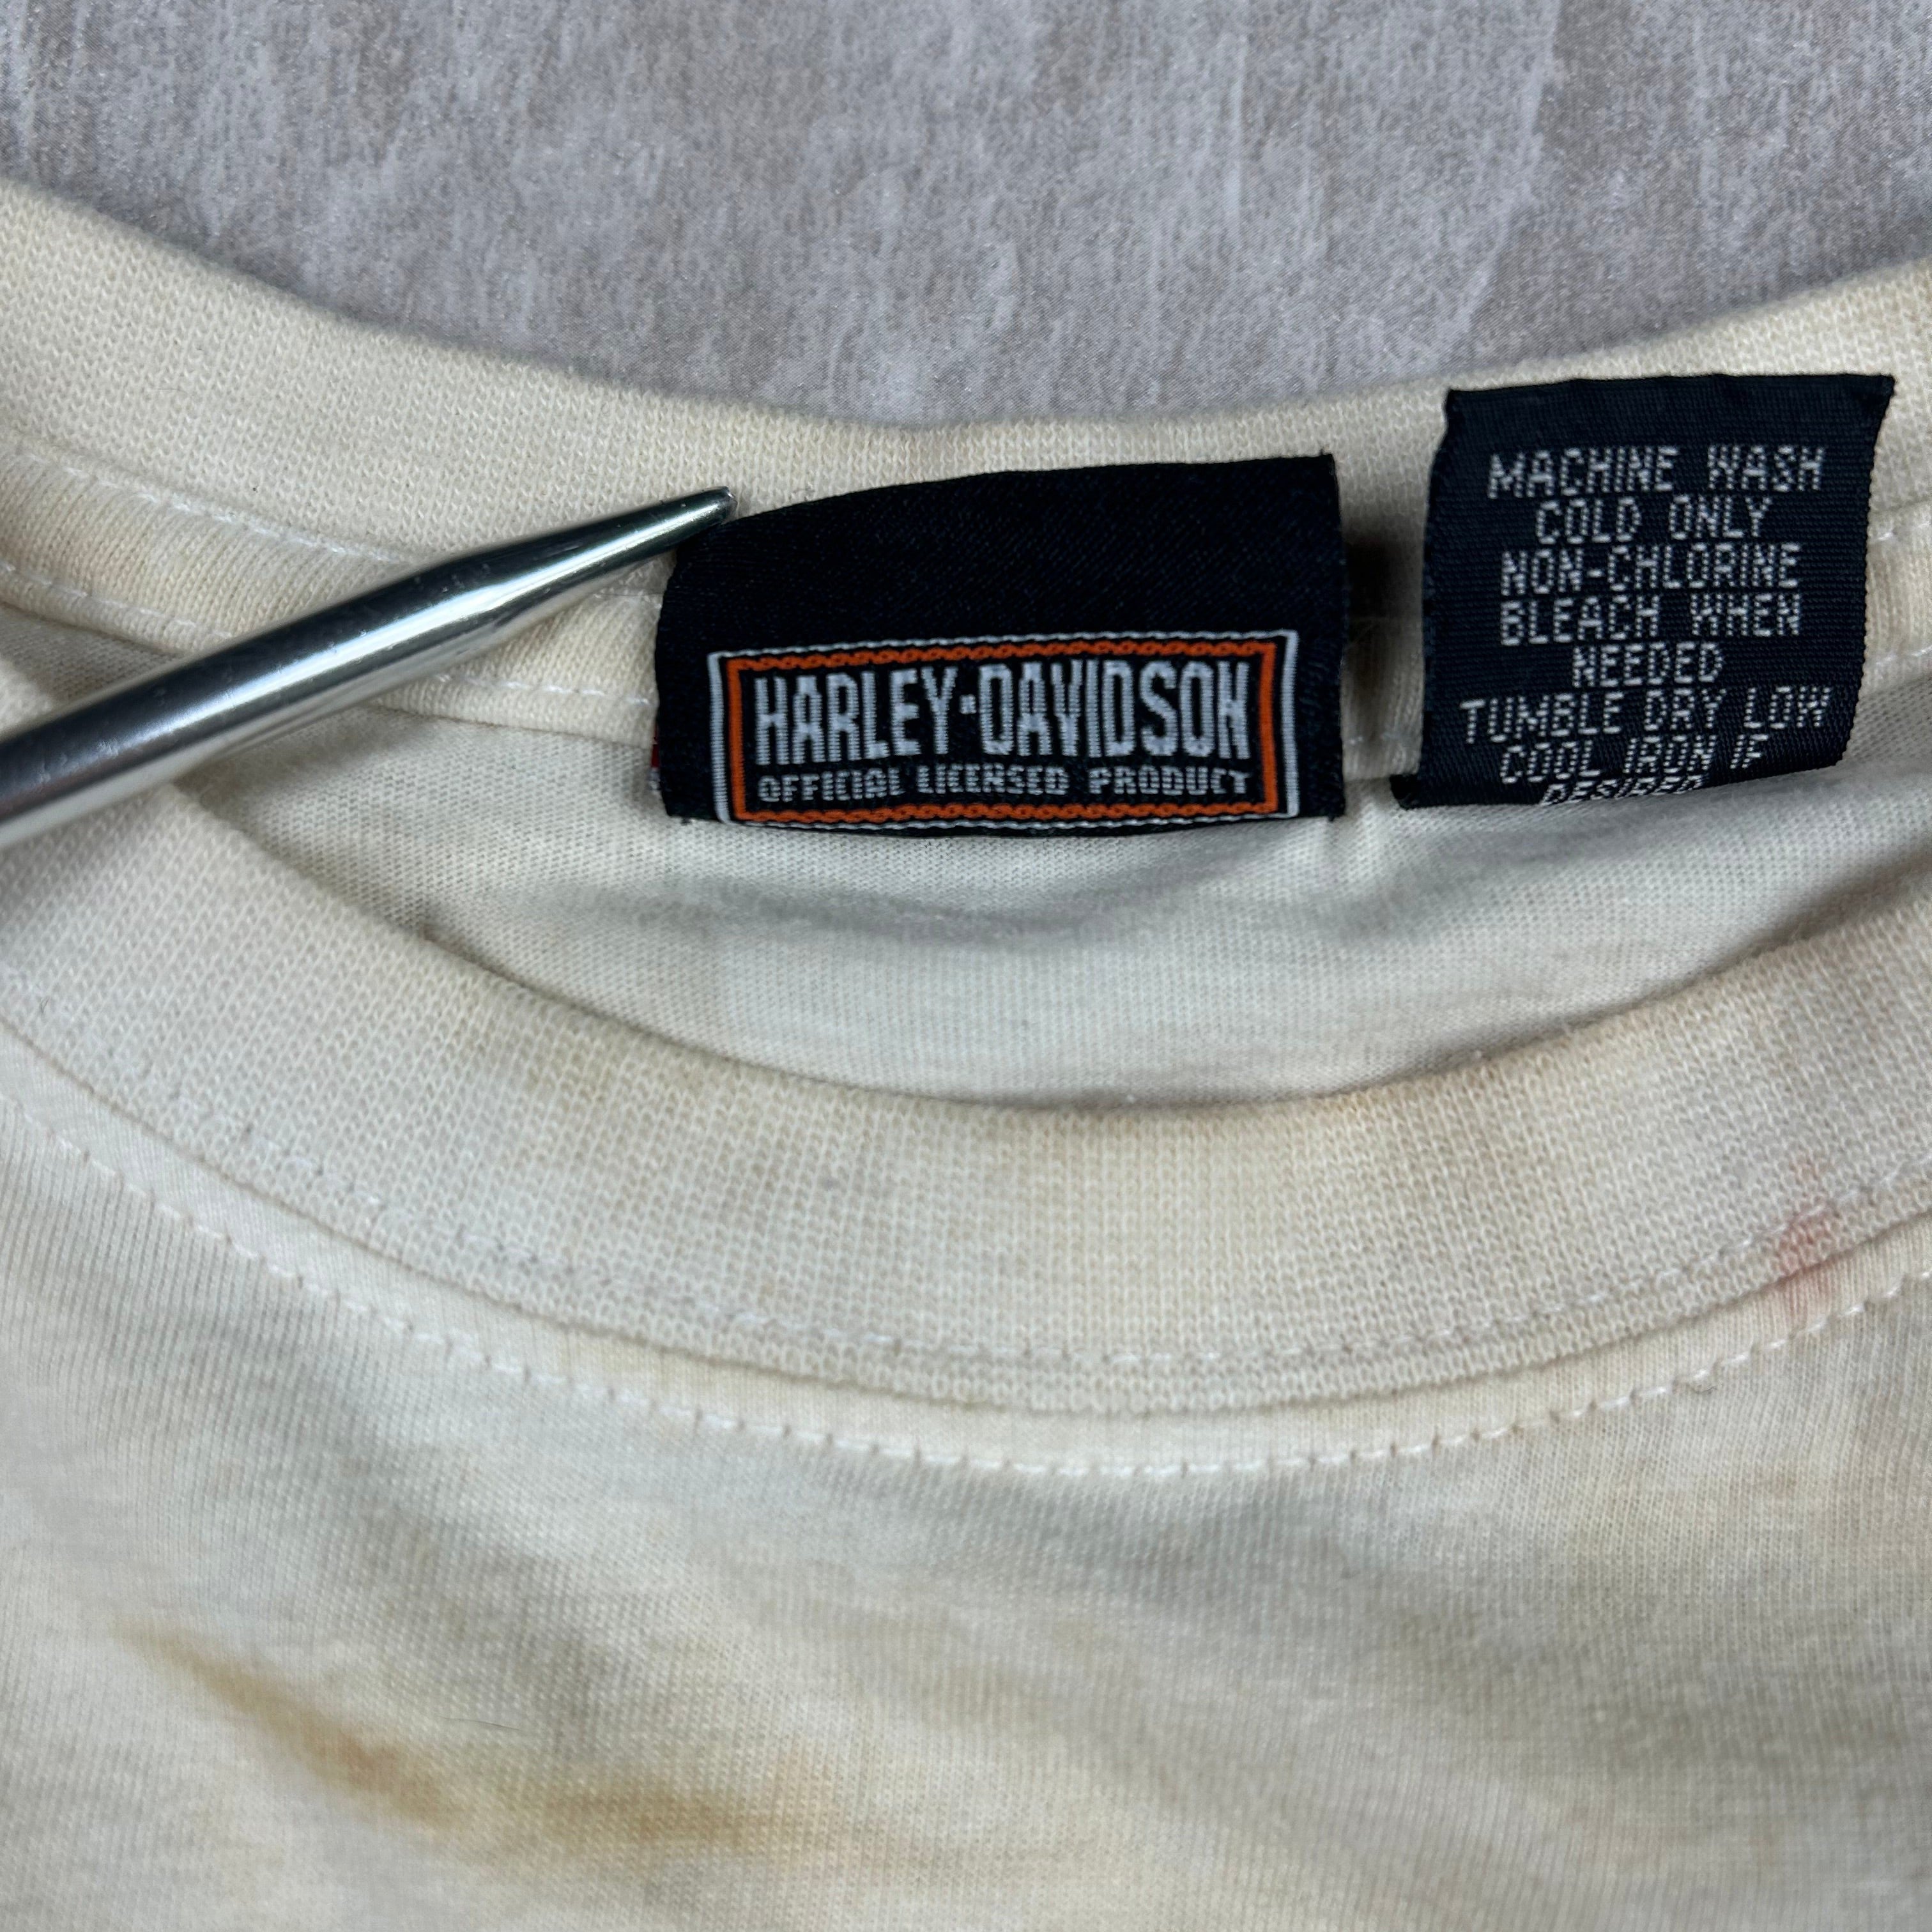 HARLEY-DAVIDSON
OFFICIAL LICENSED PRODUCT
MACHINE WASH
COLD ONLY
NON-CHLORINE
BLEACH WHEN
NEEDED
TUMBLE DRY LOW
COOL IRON IF
DESIRED